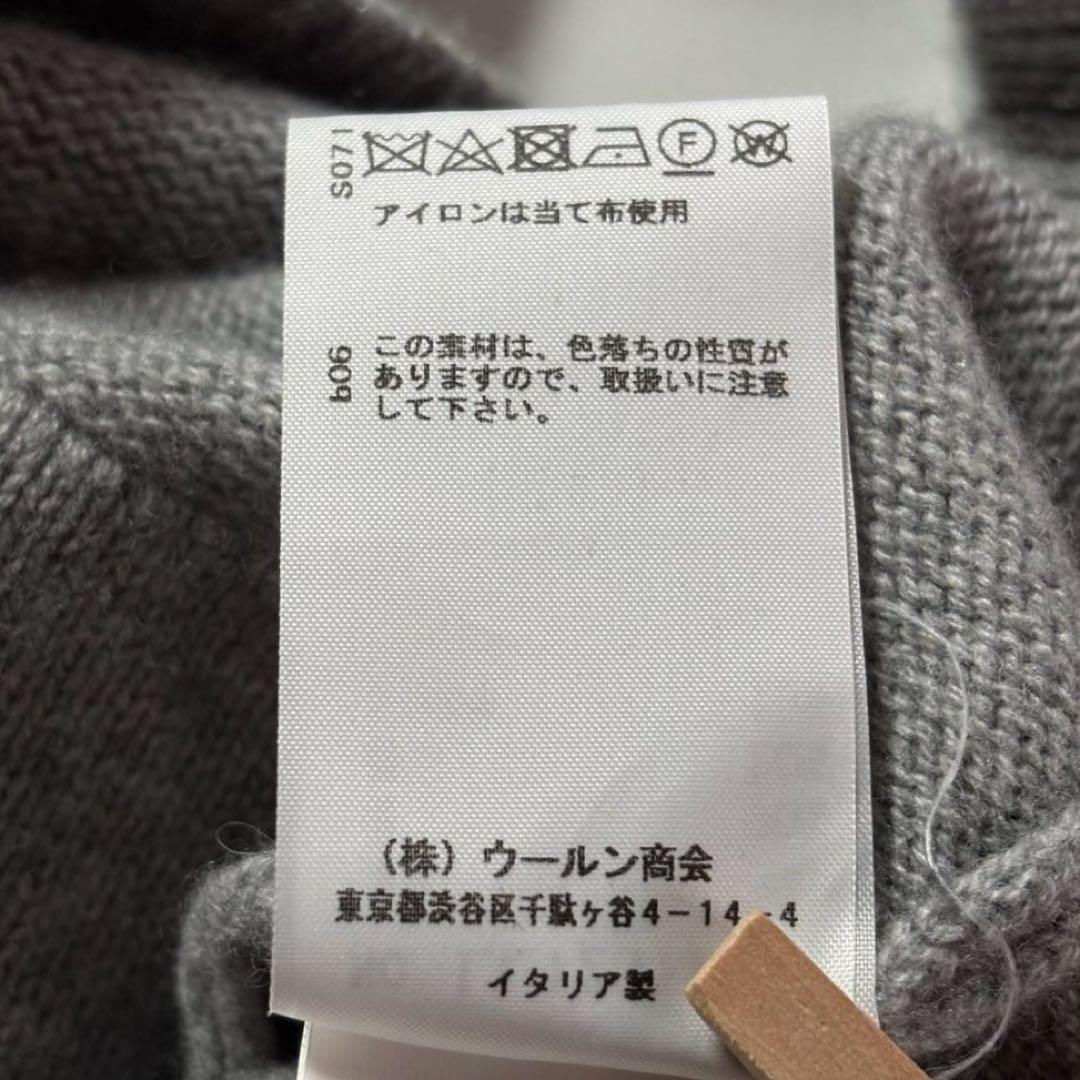 S071
F W
アイロンは当て布使用
b06
この素材は、色落ちの性質が
ありますので、取扱いに注意
して下さい。
（株）ウールン商会
東京都渋谷区千駄ヶ谷4-14-4
イタリア製